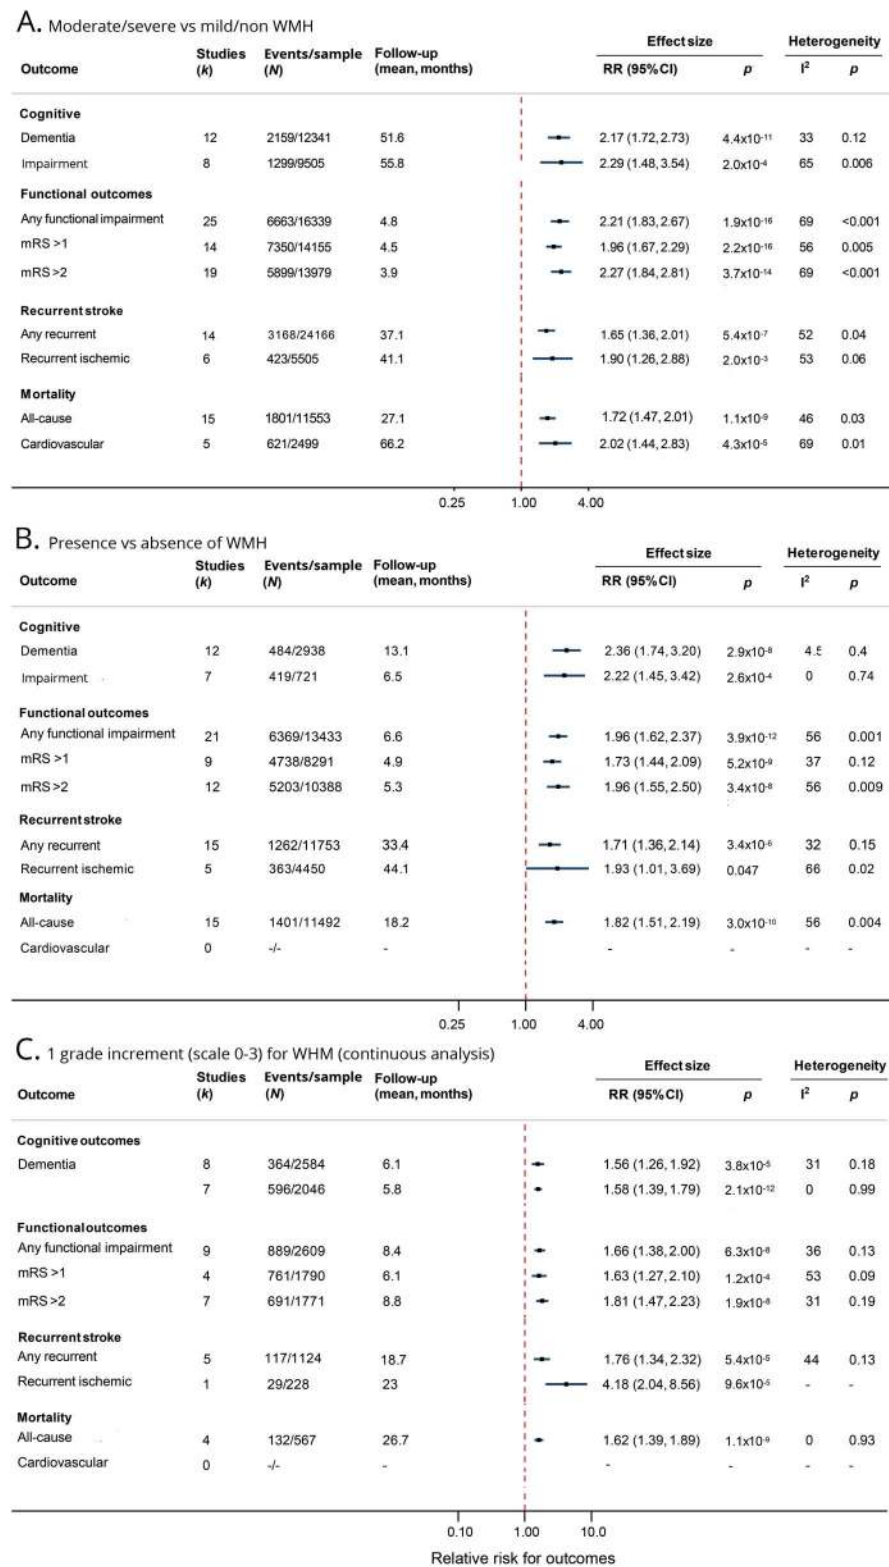 A. Moderate/severe vs mild/non WMH
Effect size Heterogeneity
Studies Events/sample Follow-up
Outcome (k) (N) (mean, months) RR (95%CI) p I² p
Cognitive
Dementia 12 2159/12341 51.6 2.17 (1.72, 2.73) 4.4x10⁻¹¹ 33 0.12
Impairment 8 1299/9505 55.8 2.29 (1.48, 3.54) 2.0x10⁻⁴ 65 0.006
Functional outcomes
Any functional impairment 25 6663/16339 4.8 2.21 (1.83, 2.67) 1.9x10⁻¹⁶ 69 <0.001
mRS >1 14 7350/14155 4.5 1.96 (1.67, 2.29) 2.2x10⁻¹⁶ 56 0.005
mRS >2 19 5899/13979 3.9 2.27 (1.84, 2.81) 3.7x10⁻¹⁴ 69 <0.001
Recurrent stroke
Any recurrent 14 3168/24166 37.1 1.65 (1.36, 2.01) 5.4x10⁻⁷ 52 0.04
Recurrent ischemic 6 423/5505 41.1 1.90 (1.26, 2.88) 2.0x10⁻³ 53 0.06
Mortality
All-cause 15 1801/11553 27.1 1.72 (1.47, 2.01) 1.1x10⁻⁹ 46 0.03
Cardiovascular 5 621/2499 66.2 2.02 (1.44, 2.83) 4.3x10⁻⁵ 69 0.01
0.25 1.00 4.00
B. Presence vs absence of WMH
Effect size Heterogeneity
Studies Events/sample Follow-up
Outcome (k) (N) (mean, months) RR (95%CI) p I² p
Cognitive
Dementia 12 484/2938 13.1 2.36 (1.74, 3.20) 2.9x10⁻⁸ 0.4
Impairment 7 419/721 6.5 2.22 (1.45, 3.42) 2.6x10⁻⁴ 0 0.74
Functional outcomes
Any functional impairment 21 6369/13433 6.6 1.96 (1.62, 2.37) 3.9x10⁻¹² 56 0.001
mRS >1 9 4738/8291 4.9 1.73 (1.44, 2.09) 5.2x10⁻⁹ 37 0.12
mRS >2 12 5203/10388 5.3 1.96 (1.55, 2.50) 3.4x10⁻⁸ 56 0.009
Recurrent stroke
Any recurrent 15 1262/11753 33.4 1.71 (1.36, 2.14) 3.4x10⁻⁶ 32 0.15
Recurrent ischemic 5 363/4450 44.1 1.93 (1.01, 3.69) 0.047 66 0.02
Mortality
All-cause 15 1401/11492 18.2 1.82 (1.51, 2.19) 3.0x10⁻¹⁰ 56 0.004
Cardiovascular 0 -/- - - - - -
0.25 1.00 4.00
C. 1 grade increment (scale 0-3) for WHM (continuous analysis)
Effect size Heterogeneity
Studies Events/sample Follow-up
Outcome (k) (N) (mean, months) RR (95%CI) p I² p
Cognitive outcomes
Dementia 8 364/2584 6.1 1.56 (1.26, 1.92) 3.8x10⁻⁵ 31 0.18
7 596/2046 5.8 1.58 (1.39, 1.79) 2.1x10⁻¹² 0 0.99
Functional outcomes
Any functional impairment 9 889/2609 8.4 1.66 (1.38, 2.00) 6.3x10⁻⁸ 36 0.13
mRS >1 4 761/1790 6.1 1.63 (1.27, 2.10) 1.2x10⁻⁴ 53 0.09
mRS >2 7 691/1771 8.8 1.81 (1.47, 2.23) 1.9x10⁻⁸ 31 0.19
Recurrent stroke
Any recurrent 5 117/1124 18.7 1.76 (1.34, 2.32) 5.4x10⁻⁵ 44 0.13
Recurrent ischemic 1 29/228 23 4.18 (2.04, 8.56) 9.6x10⁻⁵ - -
Mortality
All-cause 4 132/567 26.7 1.62 (1.39, 1.89) 1.1x10⁻⁹ 0 0.93
Cardiovascular 0 -/- - - - - -
0.10 1.00 10.0
Relative risk for outcomes